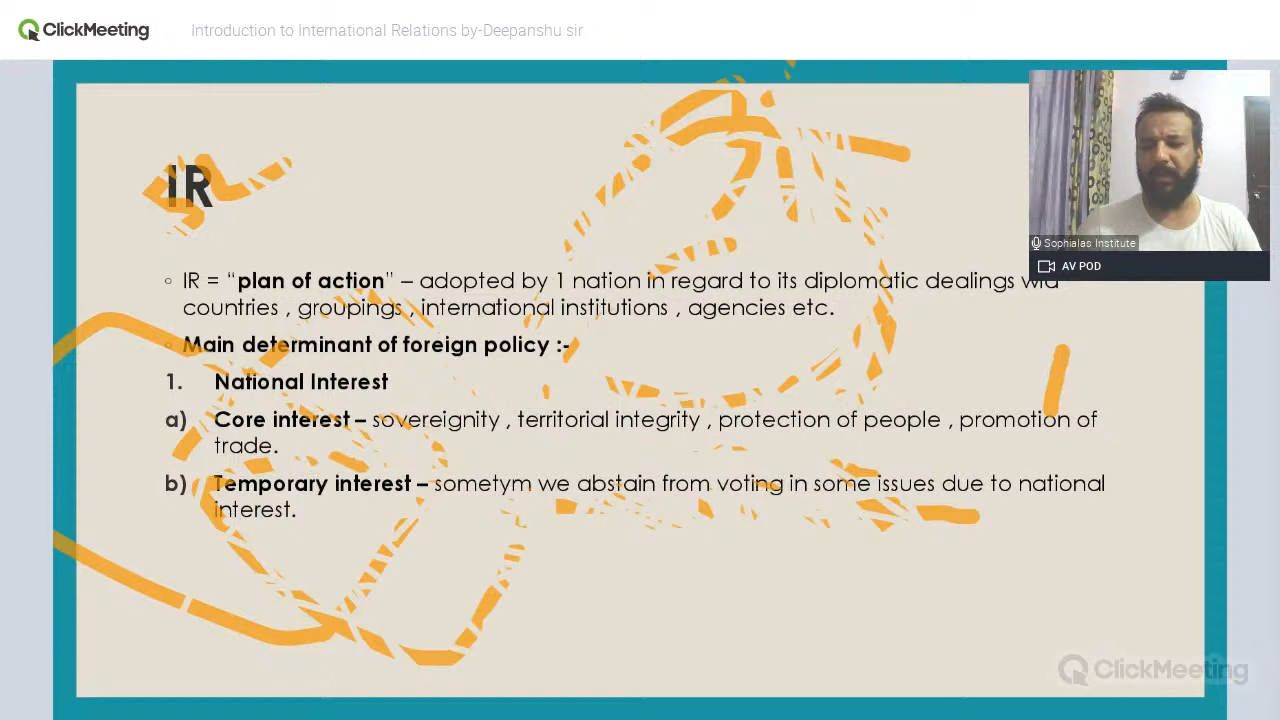 ClickMeeting
Introduction to International Relations by-Deepanshu sir
IR
IR = “plan of action” – adopted by 1 nation in regard to its diplomatic dealings wid
countries , groupings , international institutions , agencies etc.
Main determinant of foreign policy :-
1. National Interest
a) Core interest – sovereignity , territorial integrity , protection of people , promotion of
trade.
b) Temporary interest – sometym we abstain from voting in some issues due to national
interest.
Sophialas Institute
AV POD
ClickMeeting